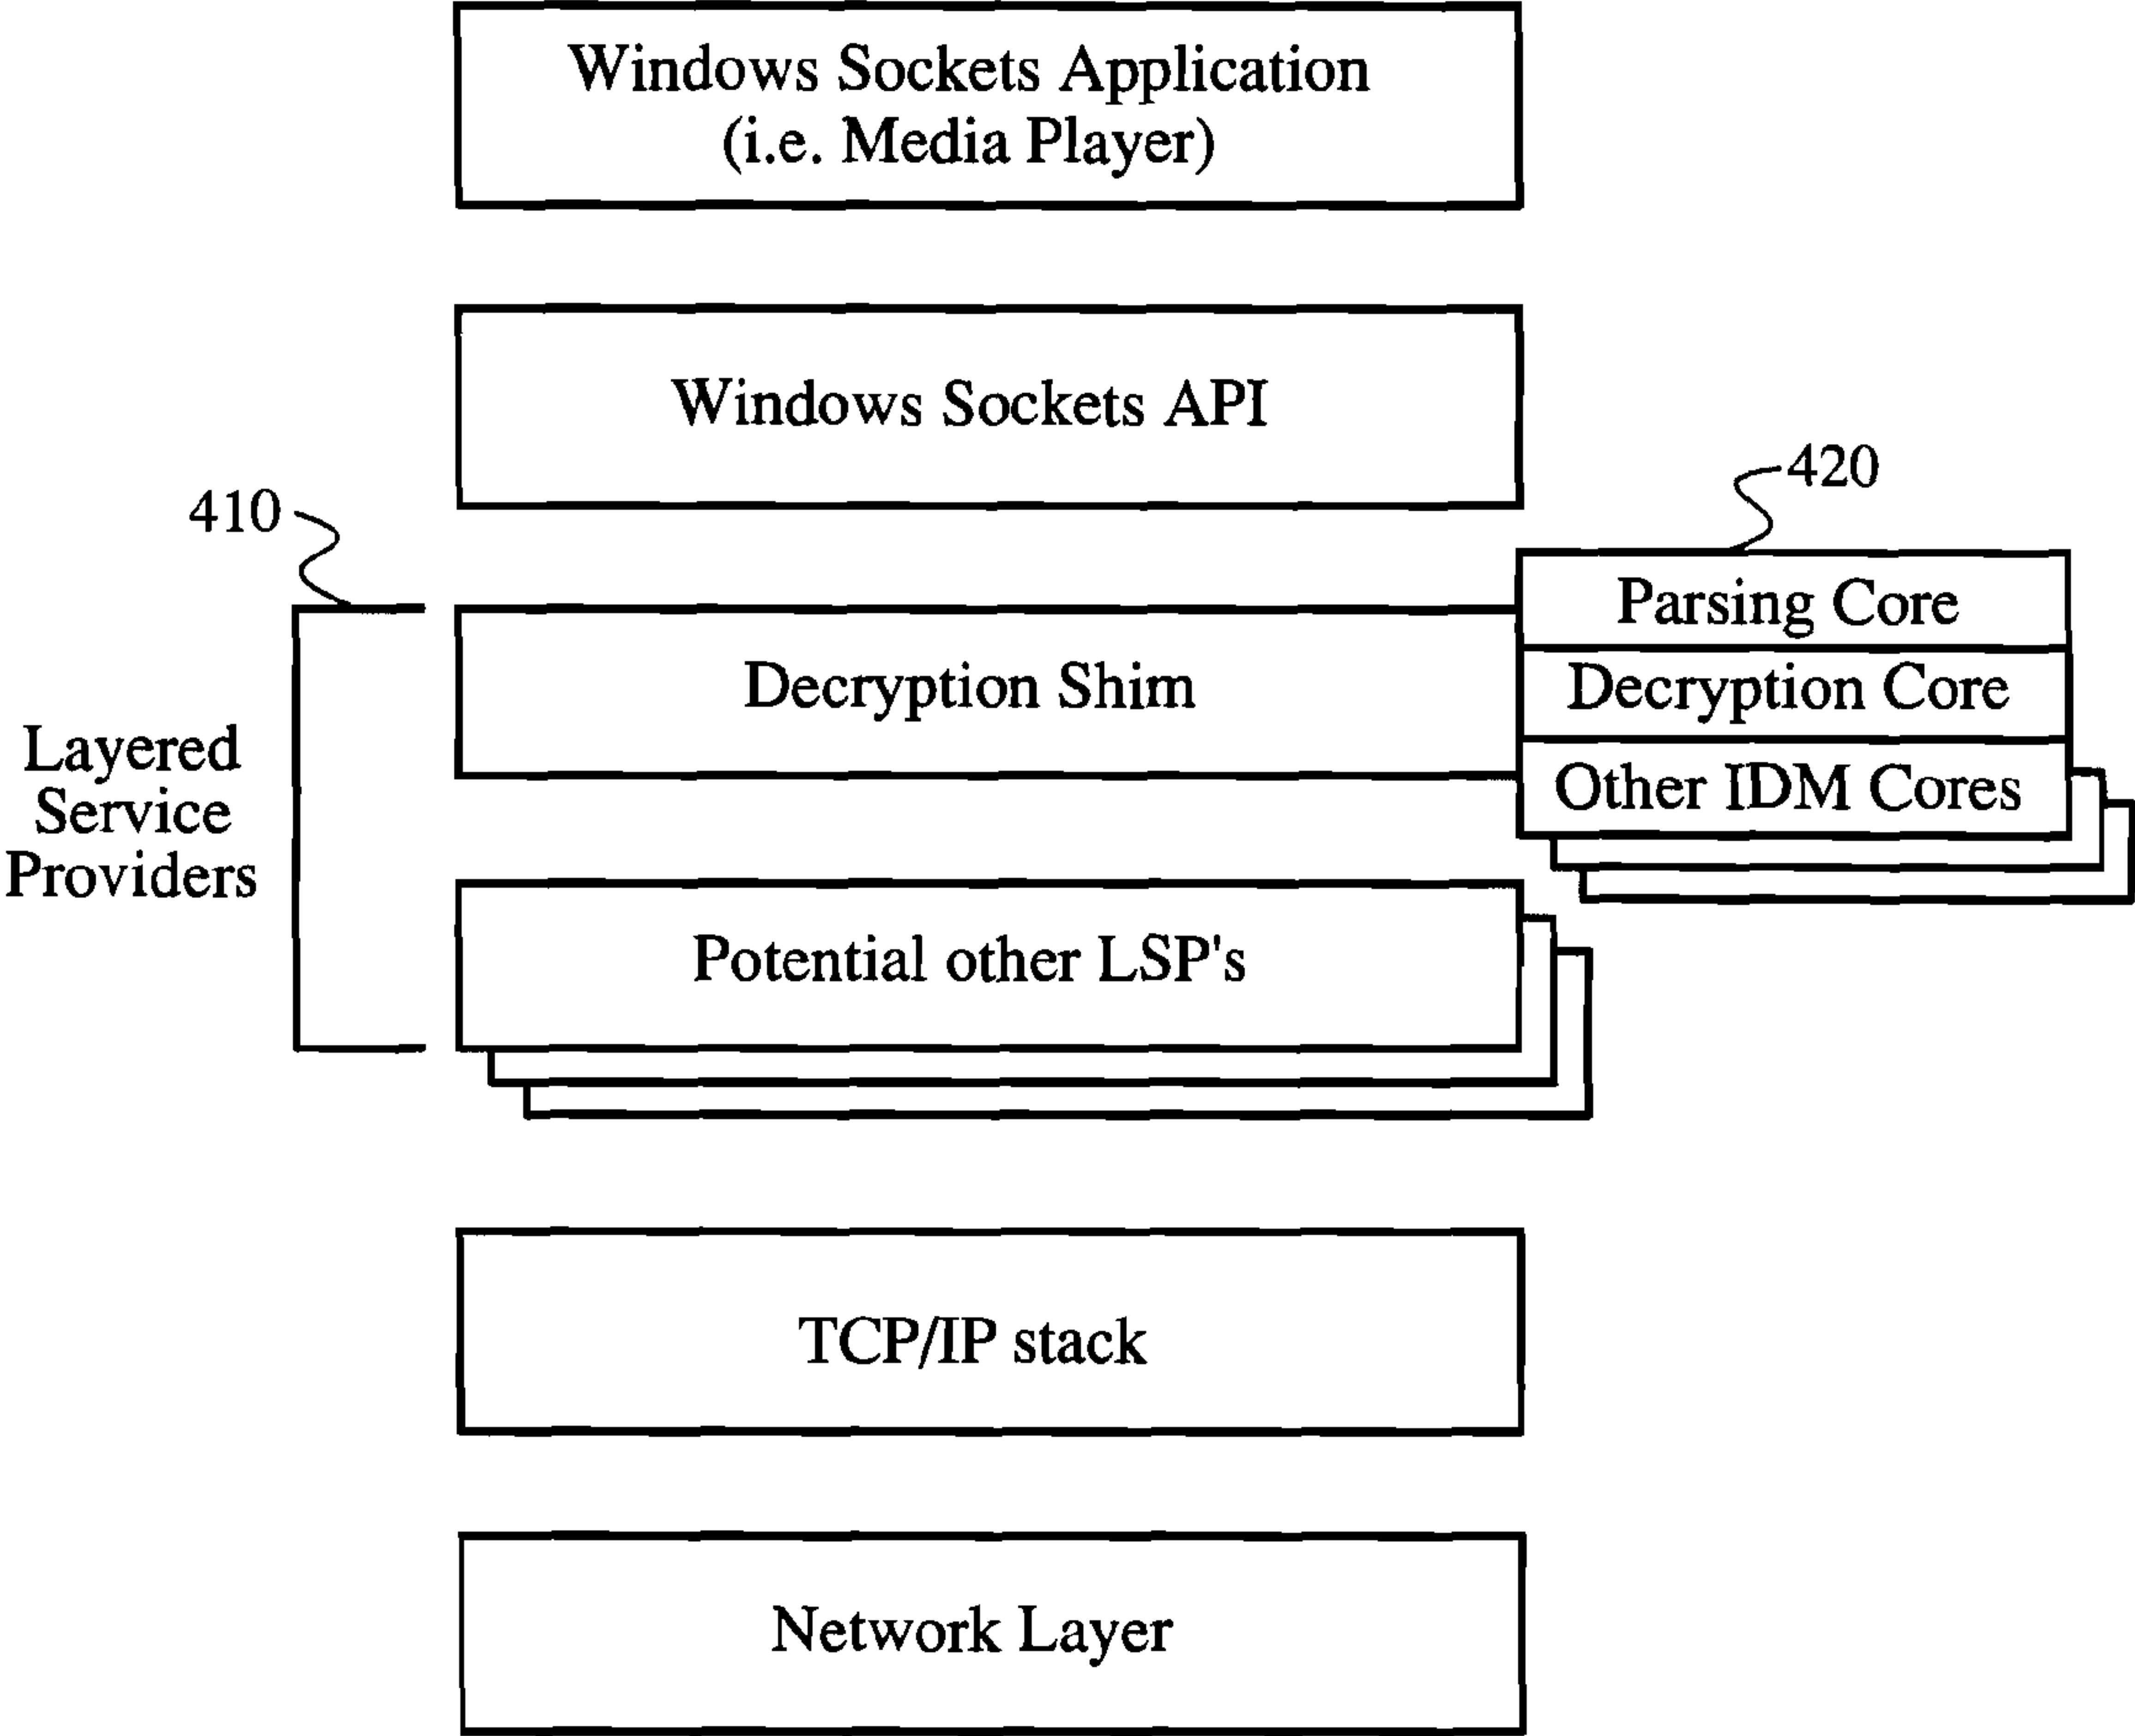 Windows Sockets Application
(i.e. Media Player)
Windows Sockets API
420
410
Parsing Core
Decryption Shim
Decryption Core
Other IDM Cores
Layered
Service
Providers
Potential other LSP's
TCP/IP stack
Network Layer